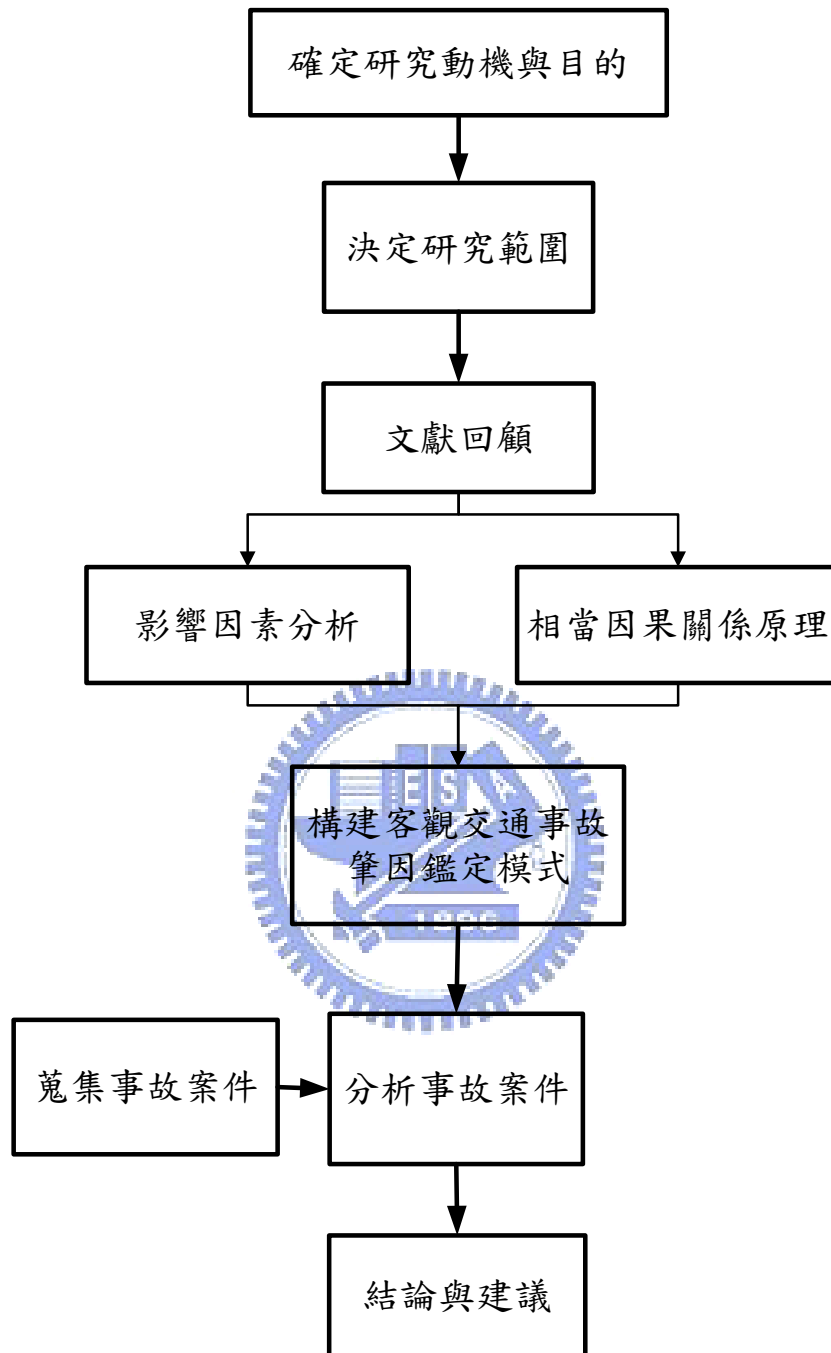 確定研究動機與目的
決定研究範圍
文獻回顧
影響因素分析
相當因果關係原理
E S A
構建客觀交通事故
肇因鑑定模式
1896
蒐集事故案件
分析事故案件
結論與建議